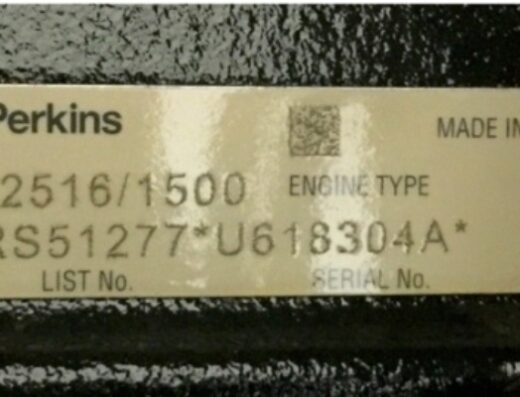 Perkins MADE IN
2516/1500 ENGINE TYPE
RS51277*U618304A*
LIST No. SERIAL No.